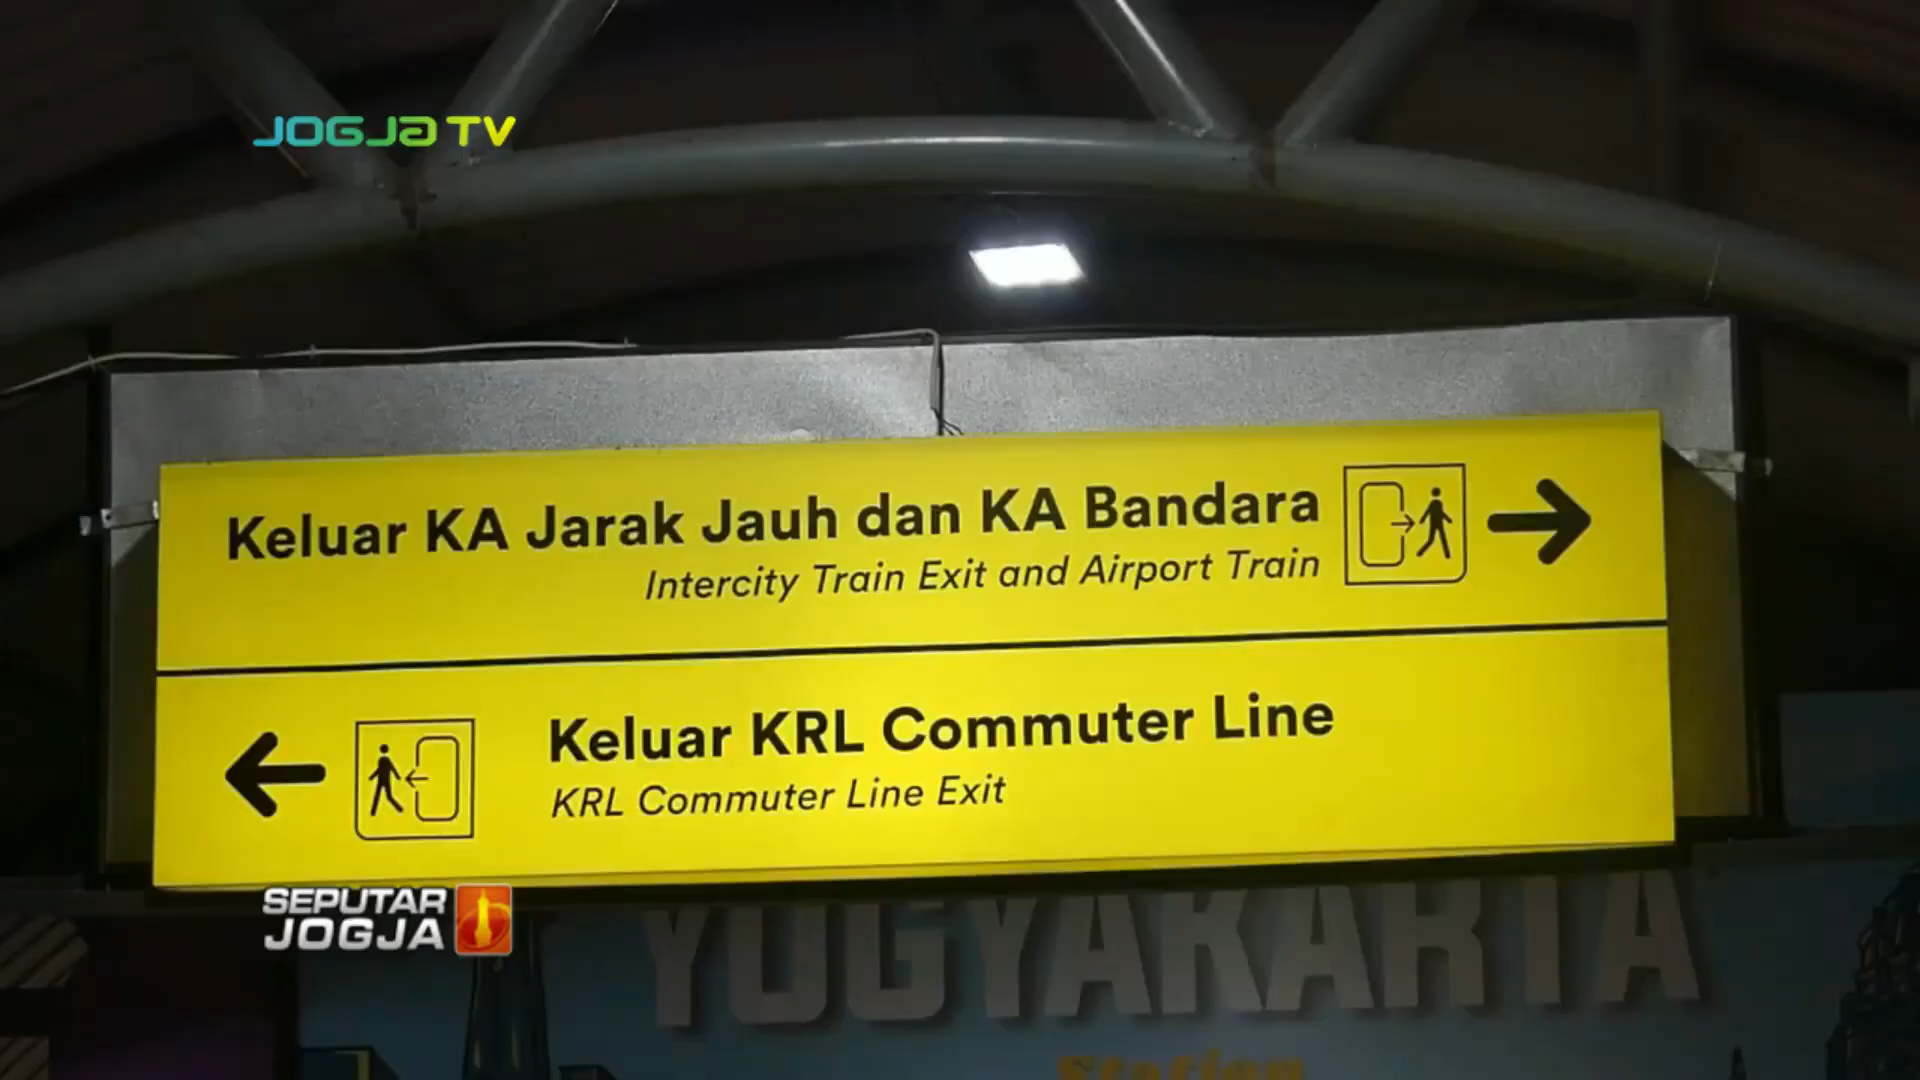 JOGJA TV
Keluar KA Jarak Jauh dan KA Bandara
Intercity Train Exit and Airport Train
Keluar KRL Commuter Line
KRL Commuter Line Exit
SEPUTAR
JOGJA
YOGYAKARTA
Station